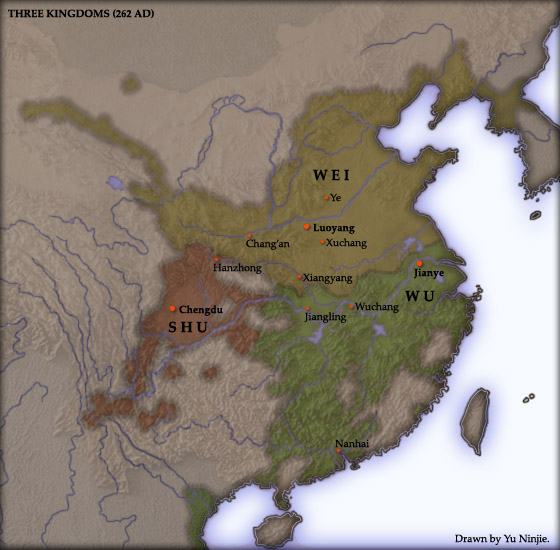 THREE KINGDOMS (262 AD)
WEI
Ye
Luoyang
Chang'an
Xuchang
Hanzhong
Xiangyang
Jianye
WU
Chengdu
SHU
Jiangling
Wuchang
Nanhai
Drawn by Yu Ninjie.